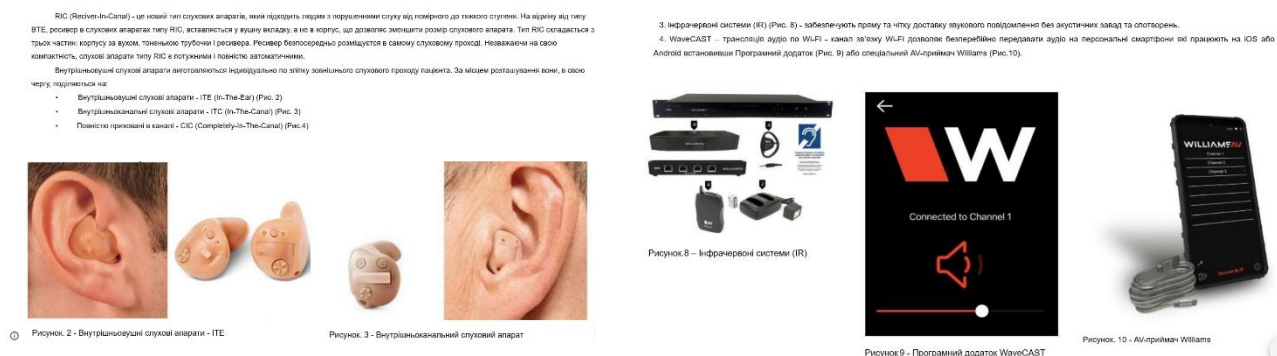 RIC (Reciver-In-Canal) - це новий тип слухових апаратів, який підходить людям з порушеннями слуху від помірного до тяжкого ступеня. На відміну від типу
BTE, ресивер в слухових апаратах типу RIC, вставляється у вушну вкладку, а не в корпус, що дозволяє зменшити розмір слухового апарата. Тип RIC складається з
трьох частин: корпусу за вухом, тоненькою трубочки і ресивера. Ресивер безпосередньо розміщується в самому слуховому проході. Незважаючи на свою
компактність, слухові апарати типу RIC є потужними і повністю автоматичними.
Внутрішньовушні слухові апарати виготовляються індивідуально по зліпку зовнішнього слухового проходу пацієнта. За місцем розташування вони, в свою
чергу, поділяються на:
• Внутрішньовушні слухові апарати - ITE (In-The-Ear) (Рис. 2)
• Внутрішньоканальні слухові апарати - ITC (In-The-Canal) (Рис. 3)
• Повністю приховані в каналі - CIC (Completely-In-The-Canal) (Рис.4)
Рисунок. 2 - Внутрішньовушні слухові апарати - ITE
Рисунок. 3 - Внутрішньоканальний слуховий апарат
3. Інфрачервоні системи (IR) (Рис. 8) - забезпечують пряму та чітку доставку звукового повідомлення без акустичних завад та спотворень.
4. WaveCAST – трансляція аудіо по Wi-Fi - канал зв'язку Wi-Fi дозволяє безперебійно передавати аудіо на персональні смартфони які працюють на IOS або
Android встановивши Програмний додаток (Рис. 9) або спеціальний AV-приймач Williams (Рис.10).
Рисунок.8 – Інфрачервоні системи (IR)
W
Connected to Channel 1
Рисунок.9 - Програмний додаток WaveCAST
WILLIAMSAV
Channel 1
Channel 2
Channel 3
Рисунок. 10 - AV-приймач Williams